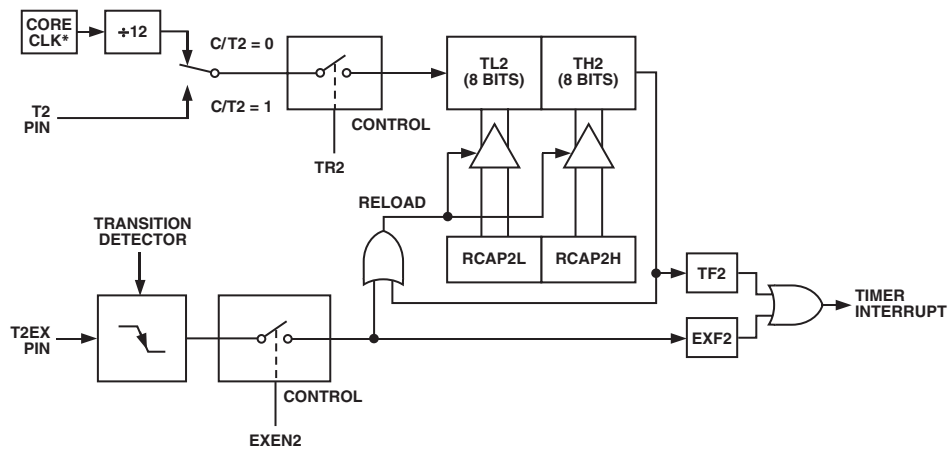 CORE
CLK*
÷12
C/T2 = 0
C/T2 = 1
T2
PIN
CONTROL
TR2
TL2
(8 BITS)
TH2
(8 BITS)
RELOAD
TRANSITION
DETECTOR
RCAP2L
RCAP2H
T2EX
PIN
CONTROL
EXEN2
TF2
EXF2
TIMER
INTERRUPT